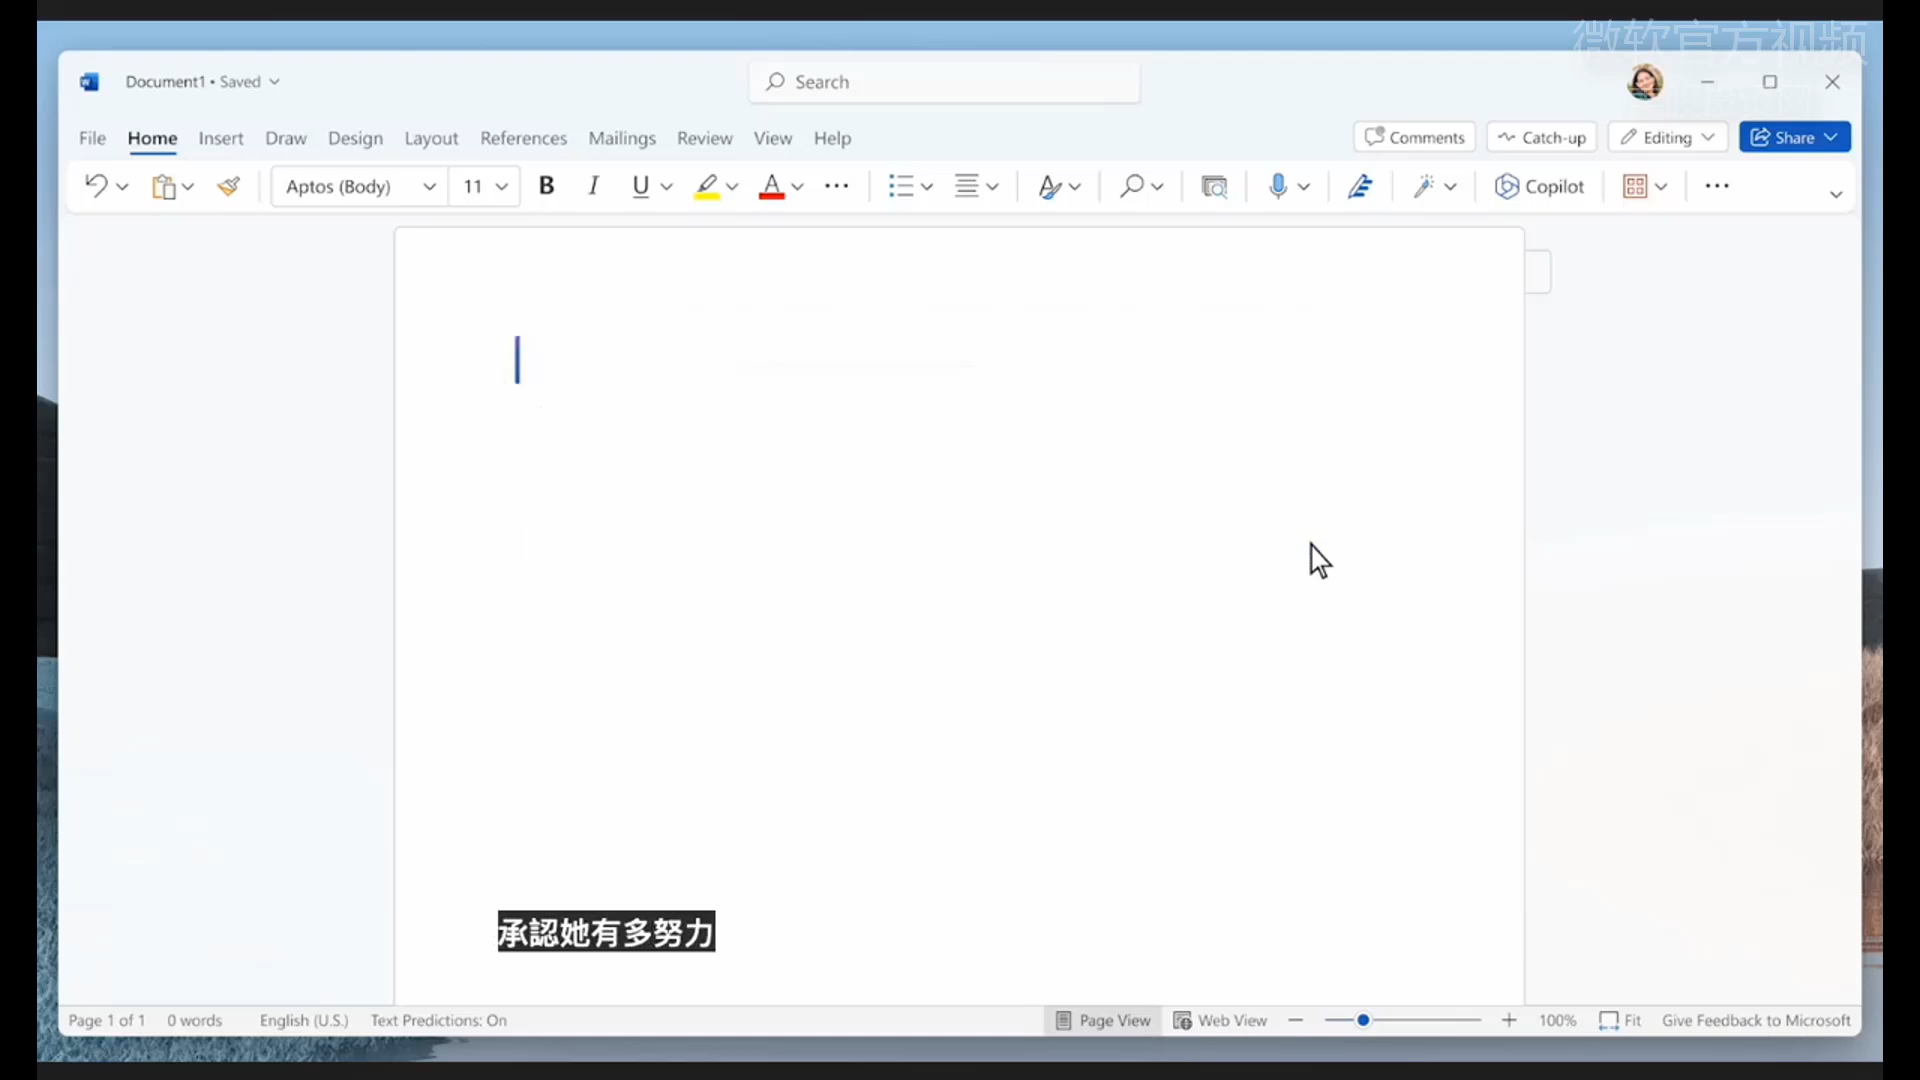 微软官方视频
Document1 • Saved
Search
File Home Insert Draw Design Layout References Mailings Review View Help
Comments Catch-up Editing Share
Aptos (Body) 11 B I U A Copilot
承認她有多努力
Page 1 of 1 0 words English (U.S.) Text Predictions: On Page View Web View 100% Fit Give Feedback to Microsoft